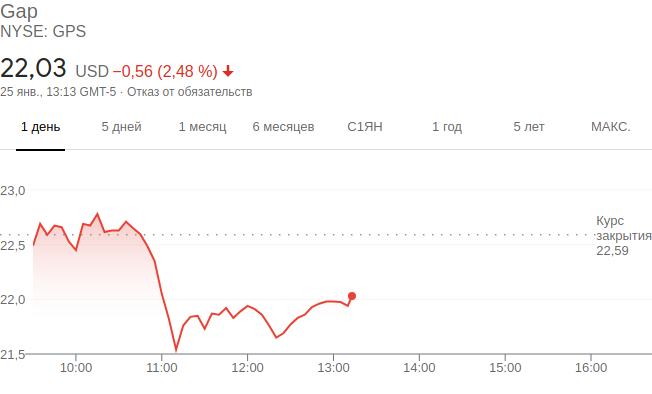 Gap
NYSE: GPS
22,03 USD −0,56 (2,48 %)
25 янв., 13:13 GMT-5 · Отказ от обязательств
1 день 5 дней 1 месяц 6 месяцев С1ЯН 1 год 5 лет МАКС.
23,0
Курс
закрытия
22,59
22,5
22,0
21,5
10:00 11:00 12:00 13:00 14:00 15:00 16:00